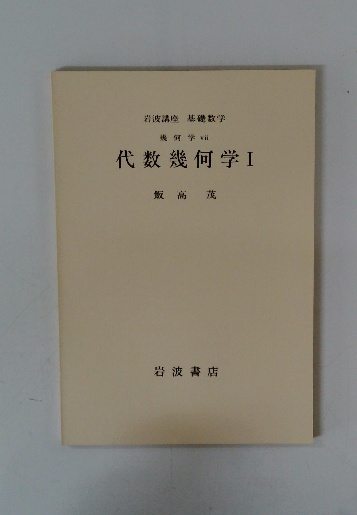 岩波講座 基礎数学
幾何学 vii
代数幾何学 I
飯高 茂
岩波書店